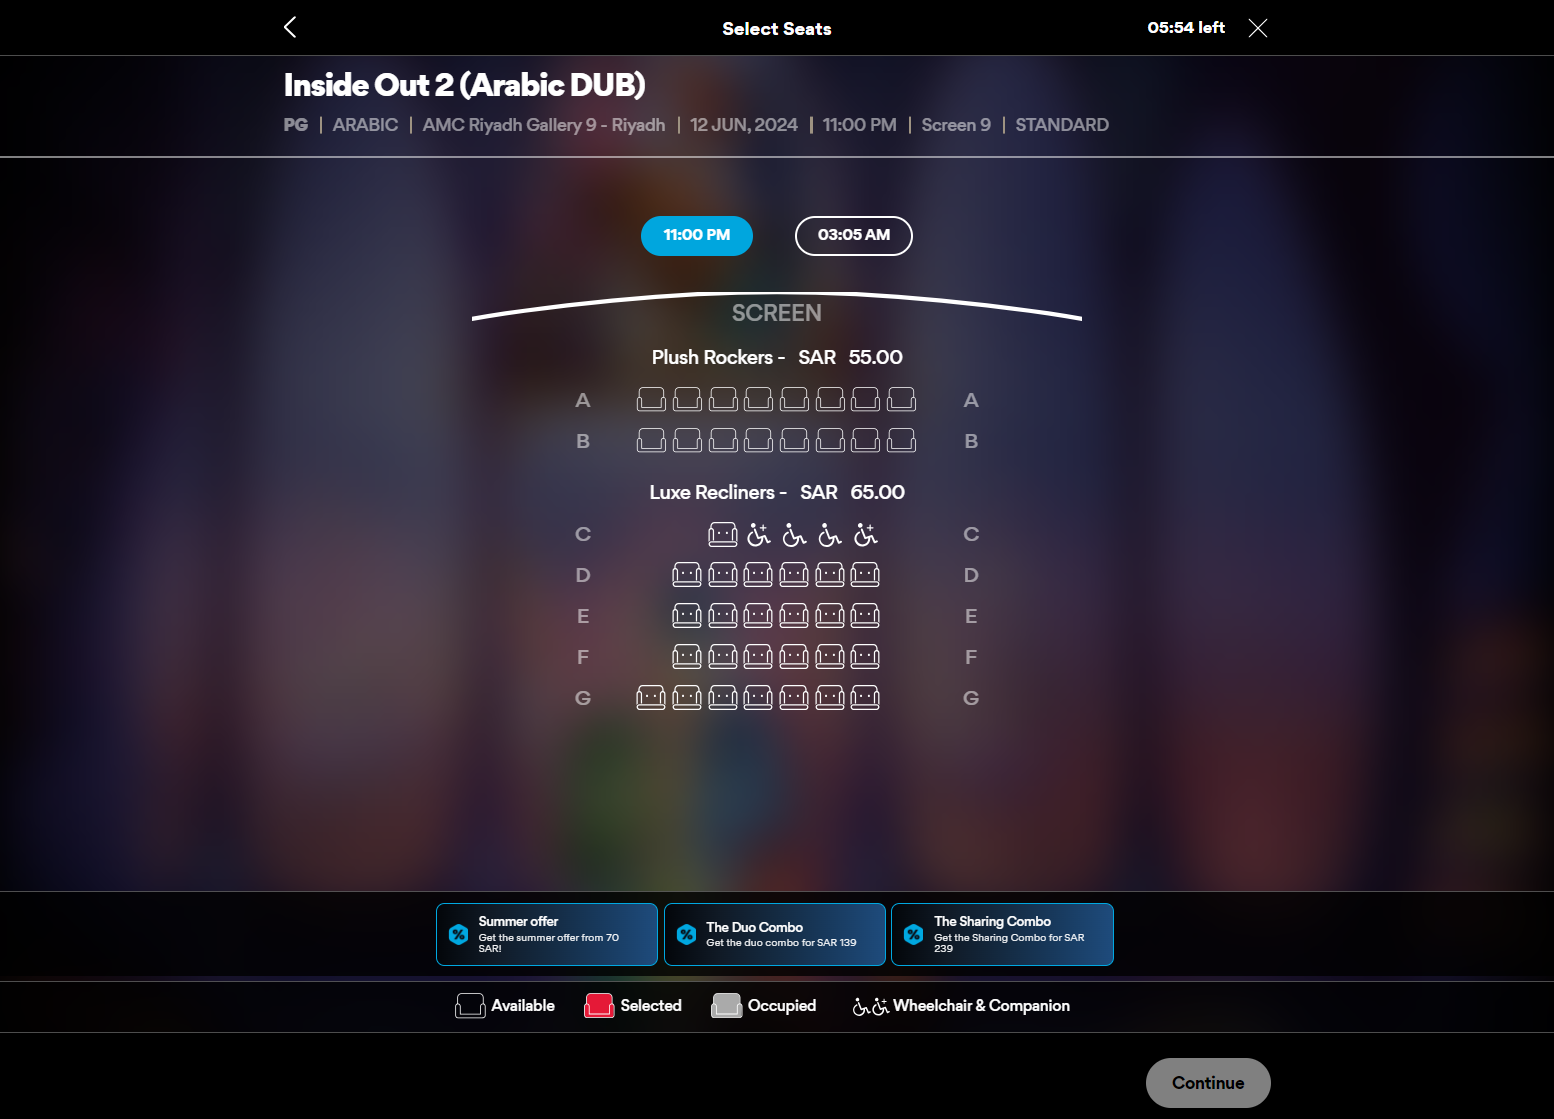 Select Seats
05:54 left
Inside Out 2 (Arabic DUB)
PG | ARABIC | AMC Riyadh Gallery 9 - Riyadh | 12 JUN, 2024 | 11:00 PM | Screen 9 | STANDARD
11:00 PM
03:05 AM
SCREEN
Plush Rockers - SAR 55.00
A A
B B
Luxe Recliners - SAR 65.00
C C
D D
E E
F F
G G
Summer offer
Get the summer offer from 70
SAR!
The Duo Combo
Get the duo combo for SAR 139
The Sharing Combo
Get the Sharing Combo for SAR
239
Available
Selected
Occupied
Wheelchair & Companion
Continue